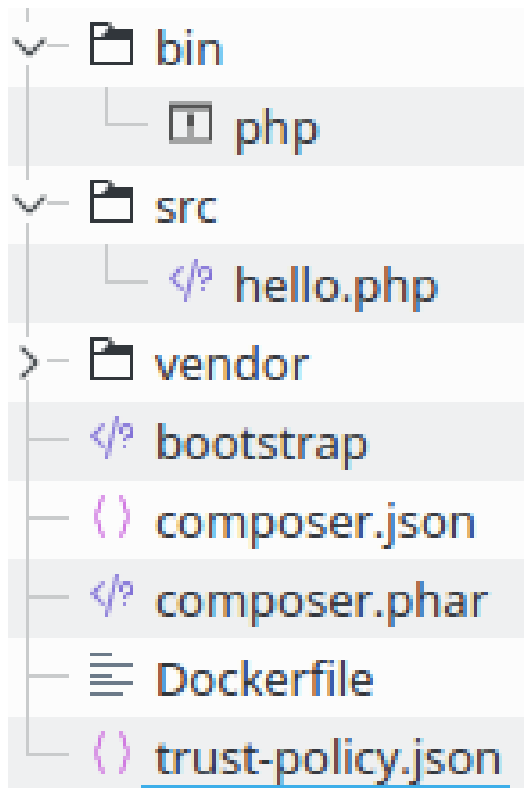 bin
php
src
hello.php
vendor
bootstrap
composer.json
composer.phar
Dockerfile
trust-policy.json